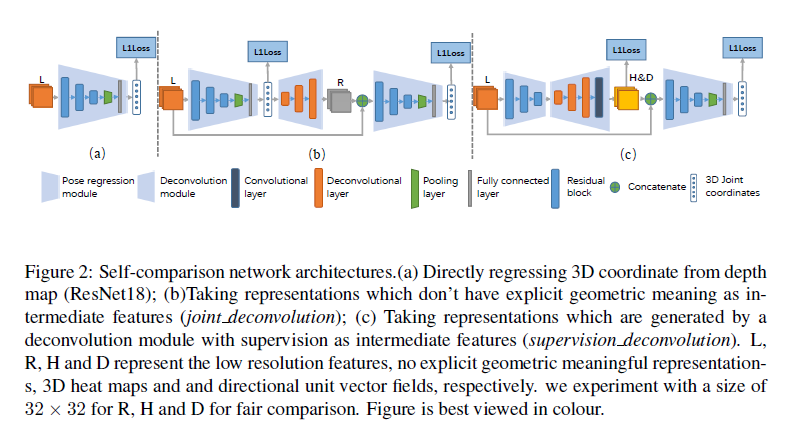 L1Loss
L1Loss
L1Loss
L1Loss
L1Loss
L
L
R
L
H&D
(a)
(b)
(c)
Pose regression module
Deconvolution module
Convolutional layer
Deconvolutional layer
Pooling layer
Fully connected layer
Residual block
Concatenate
3D Joint coordinates
Figure 2: Self-comparison network architectures.(a) Directly regressing 3D coordinate from depth
map (ResNet18); (b)Taking representations which don't have explicit geometric meaning as in-
termediate features (joint_deconvolution); (c) Taking representations which are generated by a
deconvolution module with supervision as intermediate features (supervision_deconvolution). L,
R, H and D represent the low resolution features, no explicit geometric meaningful representation-
s, 3D heat maps and and directional unit vector fields, respectively. we experiment with a size of
32 × 32 for R, H and D for fair comparison. Figure is best viewed in colour.